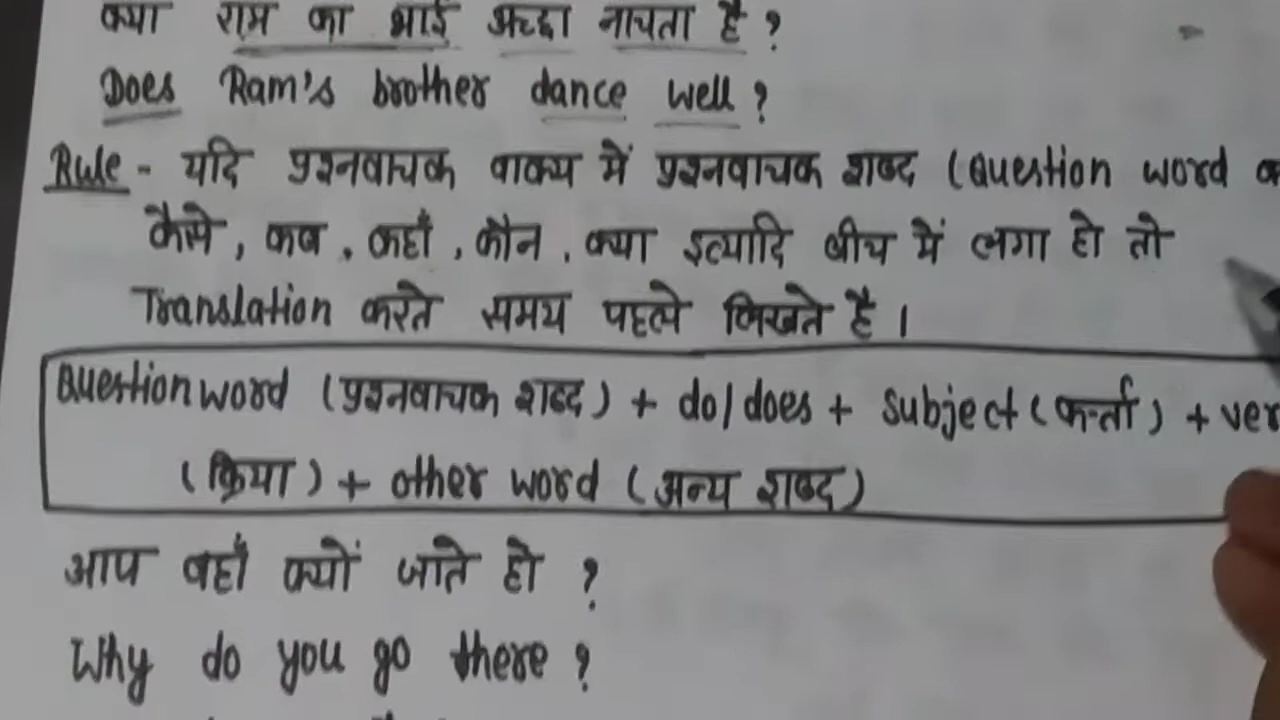 क्या राम का भाई अच्छा नाचता है ?
Does Ram's brother dance well ?
Rule - यदि प्रश्नवाचक वाक्य में प्रश्नवाचक शब्द (Question word
कैसे, कब, कहाँ, कौन, क्या इत्यादि बीच में लगा हो तो
Translation करते समय पहले लिखते है ।
Question word (प्रश्नवाचक शब्द) + do/does + subject (कर्त्ता) + ver
(क्रिया) + other word (अन्य शब्द)
आप वहाँ क्यों जाते हो ?
Why do you go there ?